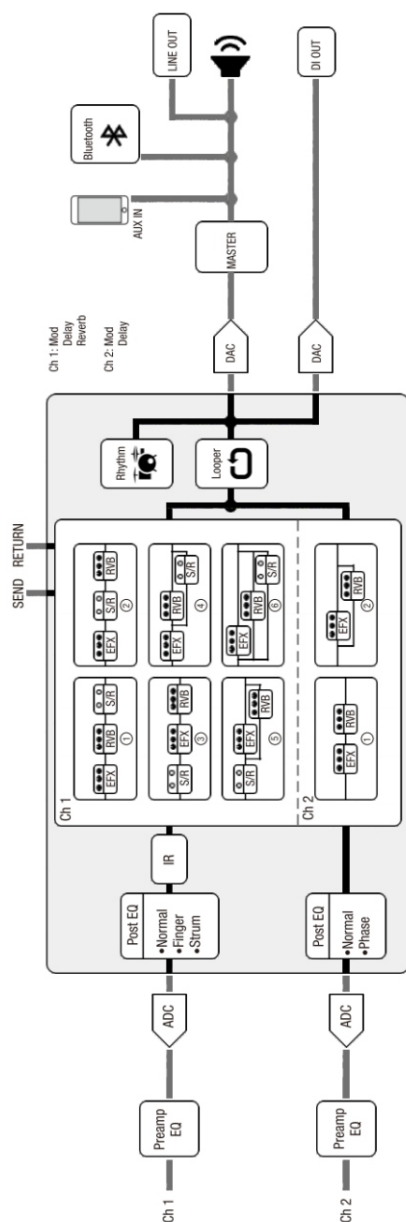 Ch 1
Preamp
EQ
ADC
Post EQ
•Normal
•Finger
•Strum
IR
Ch 1
EFX
RVB
S/R
①
EFX
S/R
RVB
②
S/R
EFX
RVB
③
EFX
RVB
S/R
④
S/R
EFX
RVB
⑤
EFX
RVB
S/R
⑥
SEND
RETURN
Ch 2
Preamp
EQ
ADC
Post EQ
•Normal
•Phase
Ch 2
EFX
RVB
①
EFX
RVB
②
Rhythm
Looper
Ch 1: Mod
Delay
Reverb
Ch 2: Mod
Delay
DAC
DAC
MASTER
AUX IN
Bluetooth
LINE OUT
DI OUT